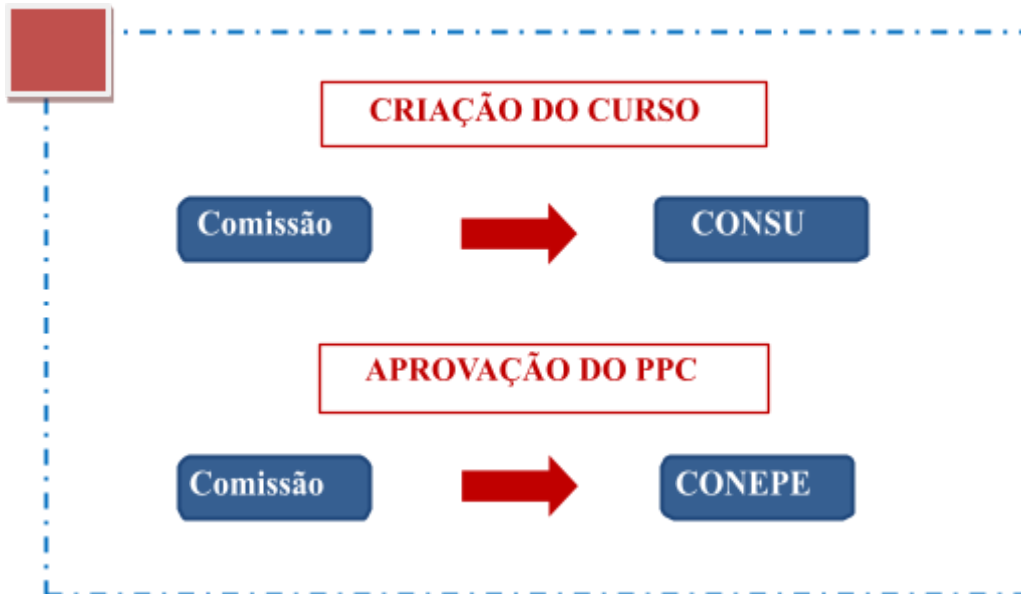 CRIAÇÃO DO CURSO
Comissão
CONSU
APROVAÇÃO DO PPC
Comissão
CONEPE